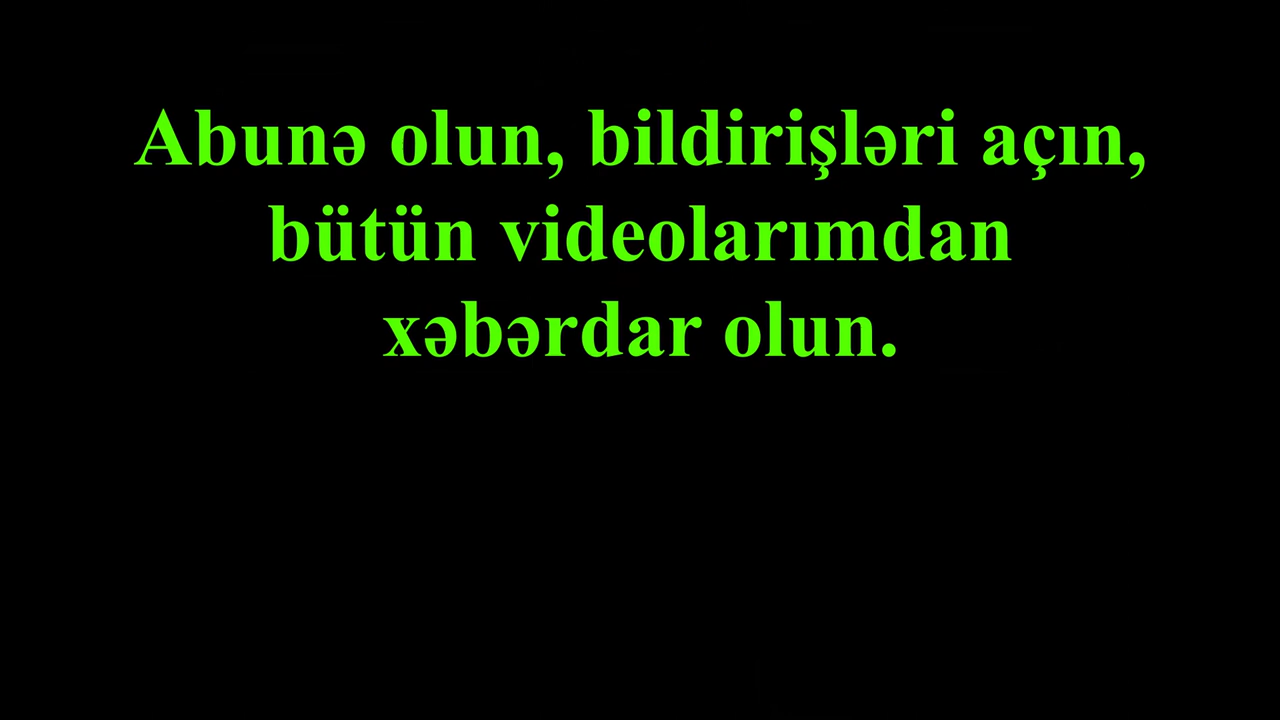 Abunə olun, bildirişləri açın,
bütün videolarımdan
xəbərdar olun.